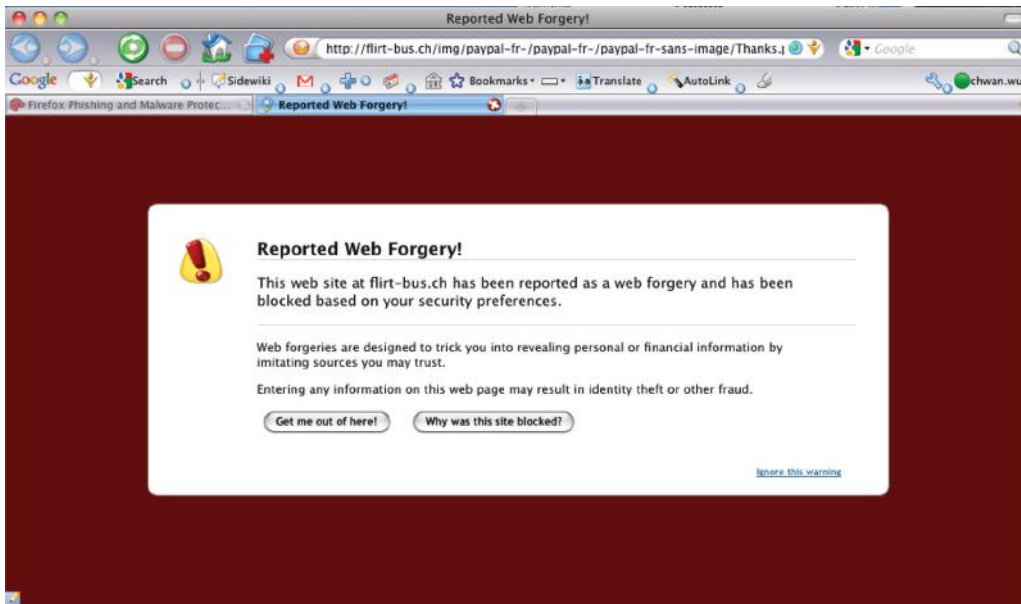 Reported Web Forgery!
http://flirt-bus.ch/img/paypal-fr-/paypal-fr-/paypal-fr-sans-image/Thanks.p
Google
Google Search Sidewiki Bookmarks Translate AutoLink chwan.wu
Firefox Phishing and Malware Protec... Reported Web Forgery!
Reported Web Forgery!
This web site at flirt-bus.ch has been reported as a web forgery and has been
blocked based on your security preferences.
Web forgeries are designed to trick you into revealing personal or financial information by
imitating sources you may trust.
Entering any information on this web page may result in identity theft or other fraud.
Get me out of here! Why was this site blocked?
Ignore this warning